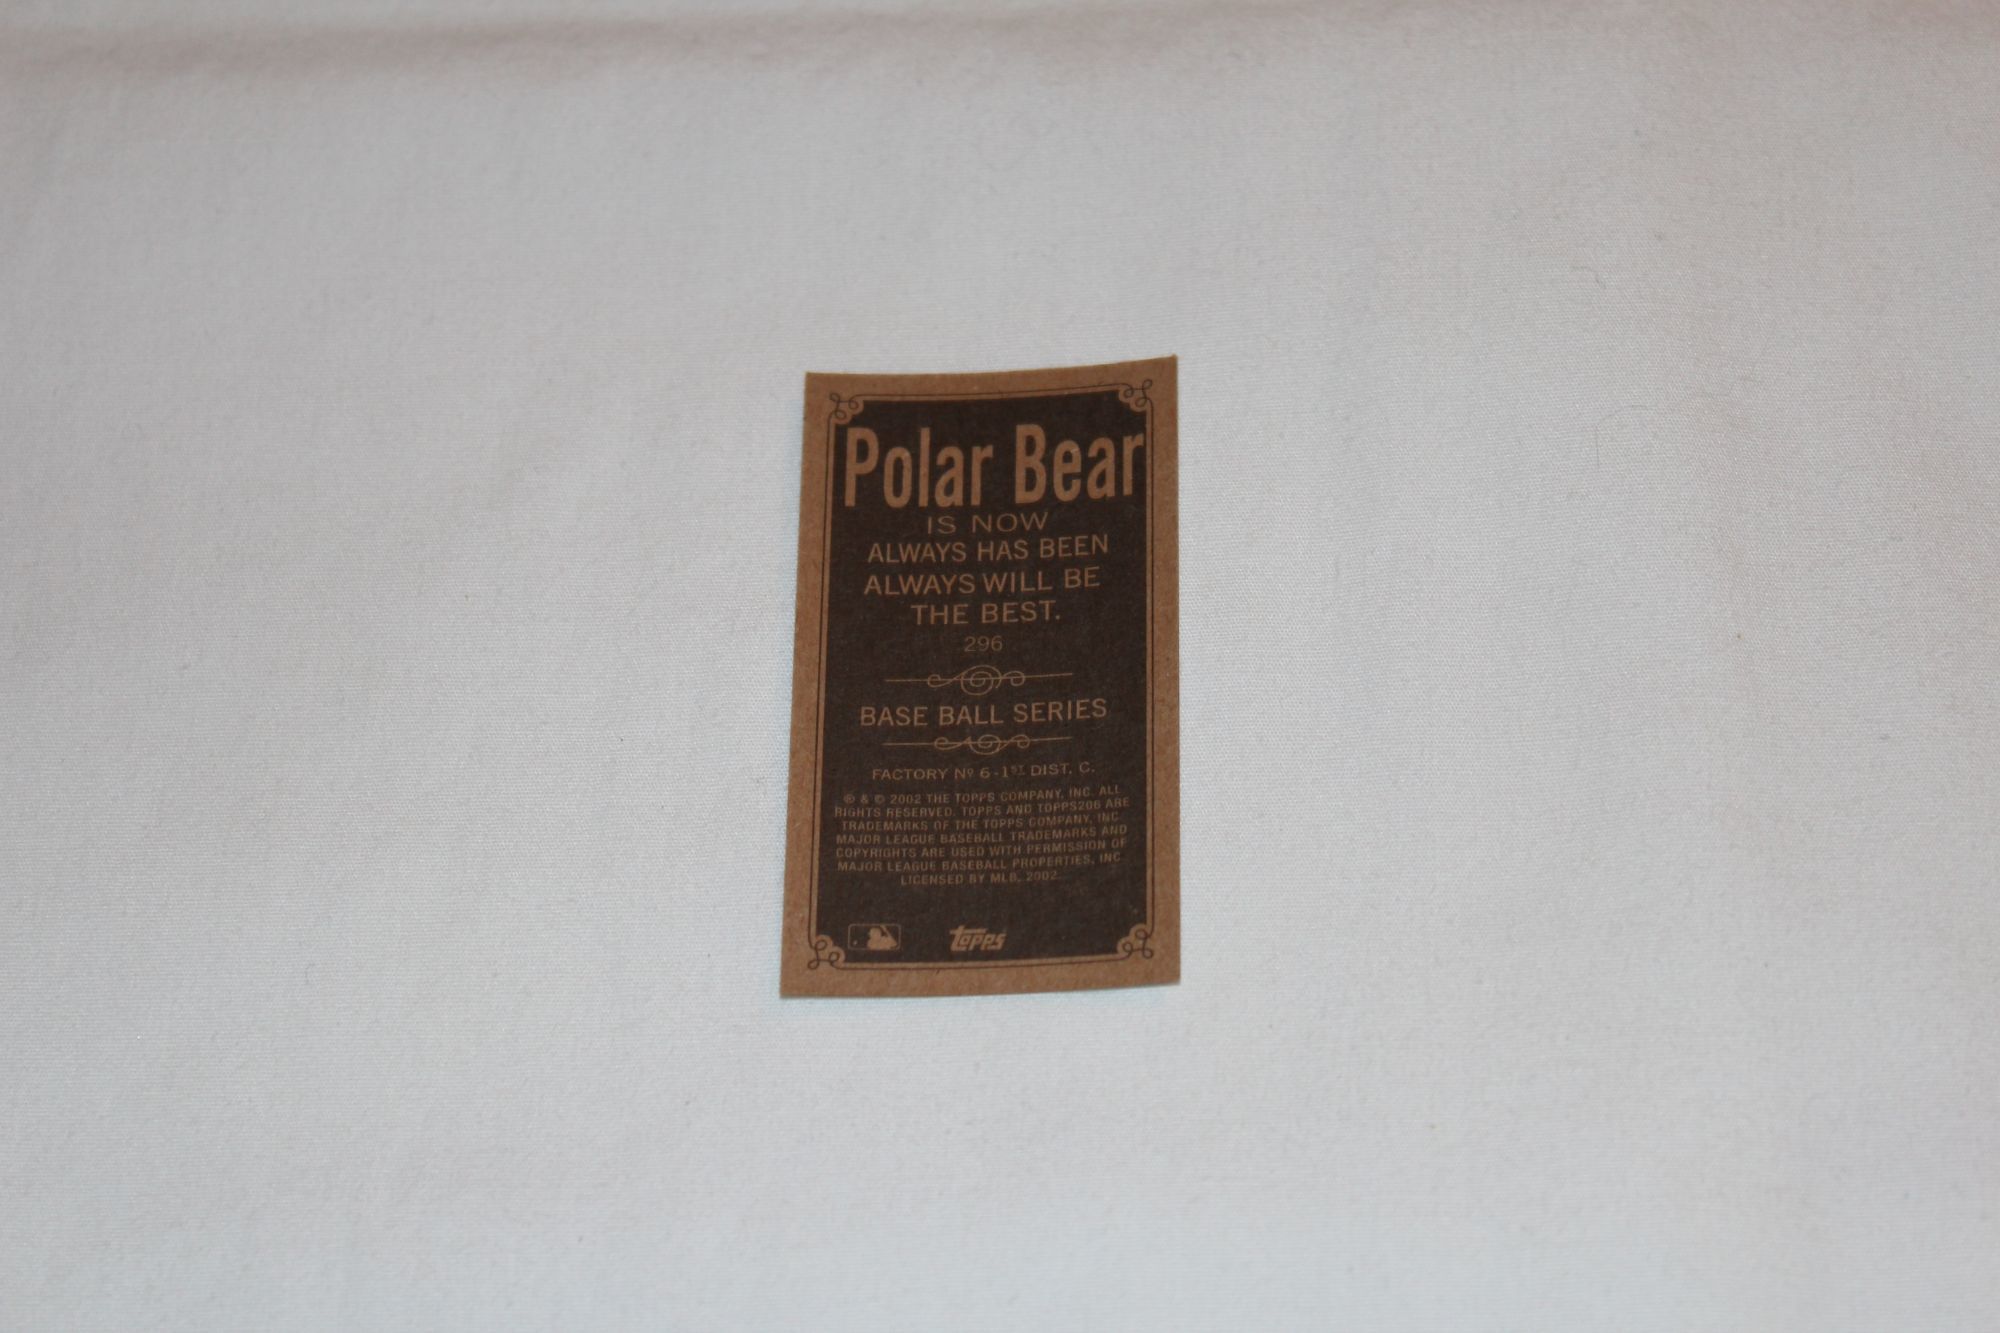 Polar Bear
IS NOW
ALWAYS HAS BEEN
ALWAYS WILL BE
THE BEST.
296
BASE BALL SERIES
FACTORY Nº 6-1ST DIST. C.
® & © 2002 THE TOPPS COMPANY, INC. ALL
RIGHTS RESERVED. TOPPS AND TOPPS206 ARE
TRADEMARKS OF THE TOPPS COMPANY, INC.
MAJOR LEAGUE BASEBALL TRADEMARKS AND
COPYRIGHTS ARE USED WITH PERMISSION OF
MAJOR LEAGUE BASEBALL PROPERTIES, INC.
LICENSED BY MLB, 2002.
topps